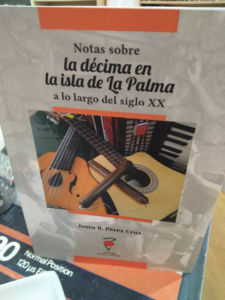 Notas sobre
la décima en
la isla de La Palma
a lo largo del siglo XX
Justo R. Pérez Cruz
Normal Position